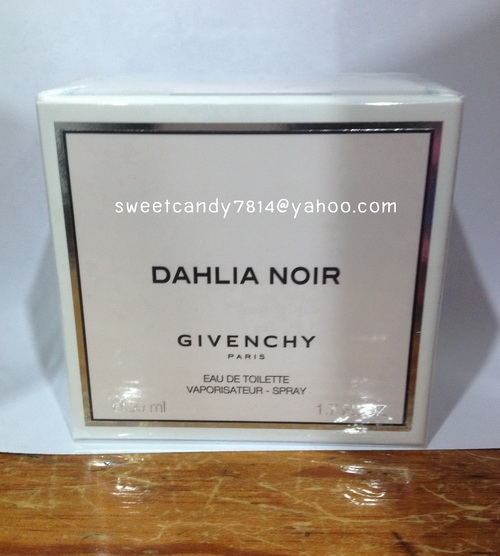 sweetcandy7814@yahoo.com
DAHLIA NOIR
GIVENCHY
PARIS
EAU DE TOILETTE
VAPORISATEUR - SPRAY
ml